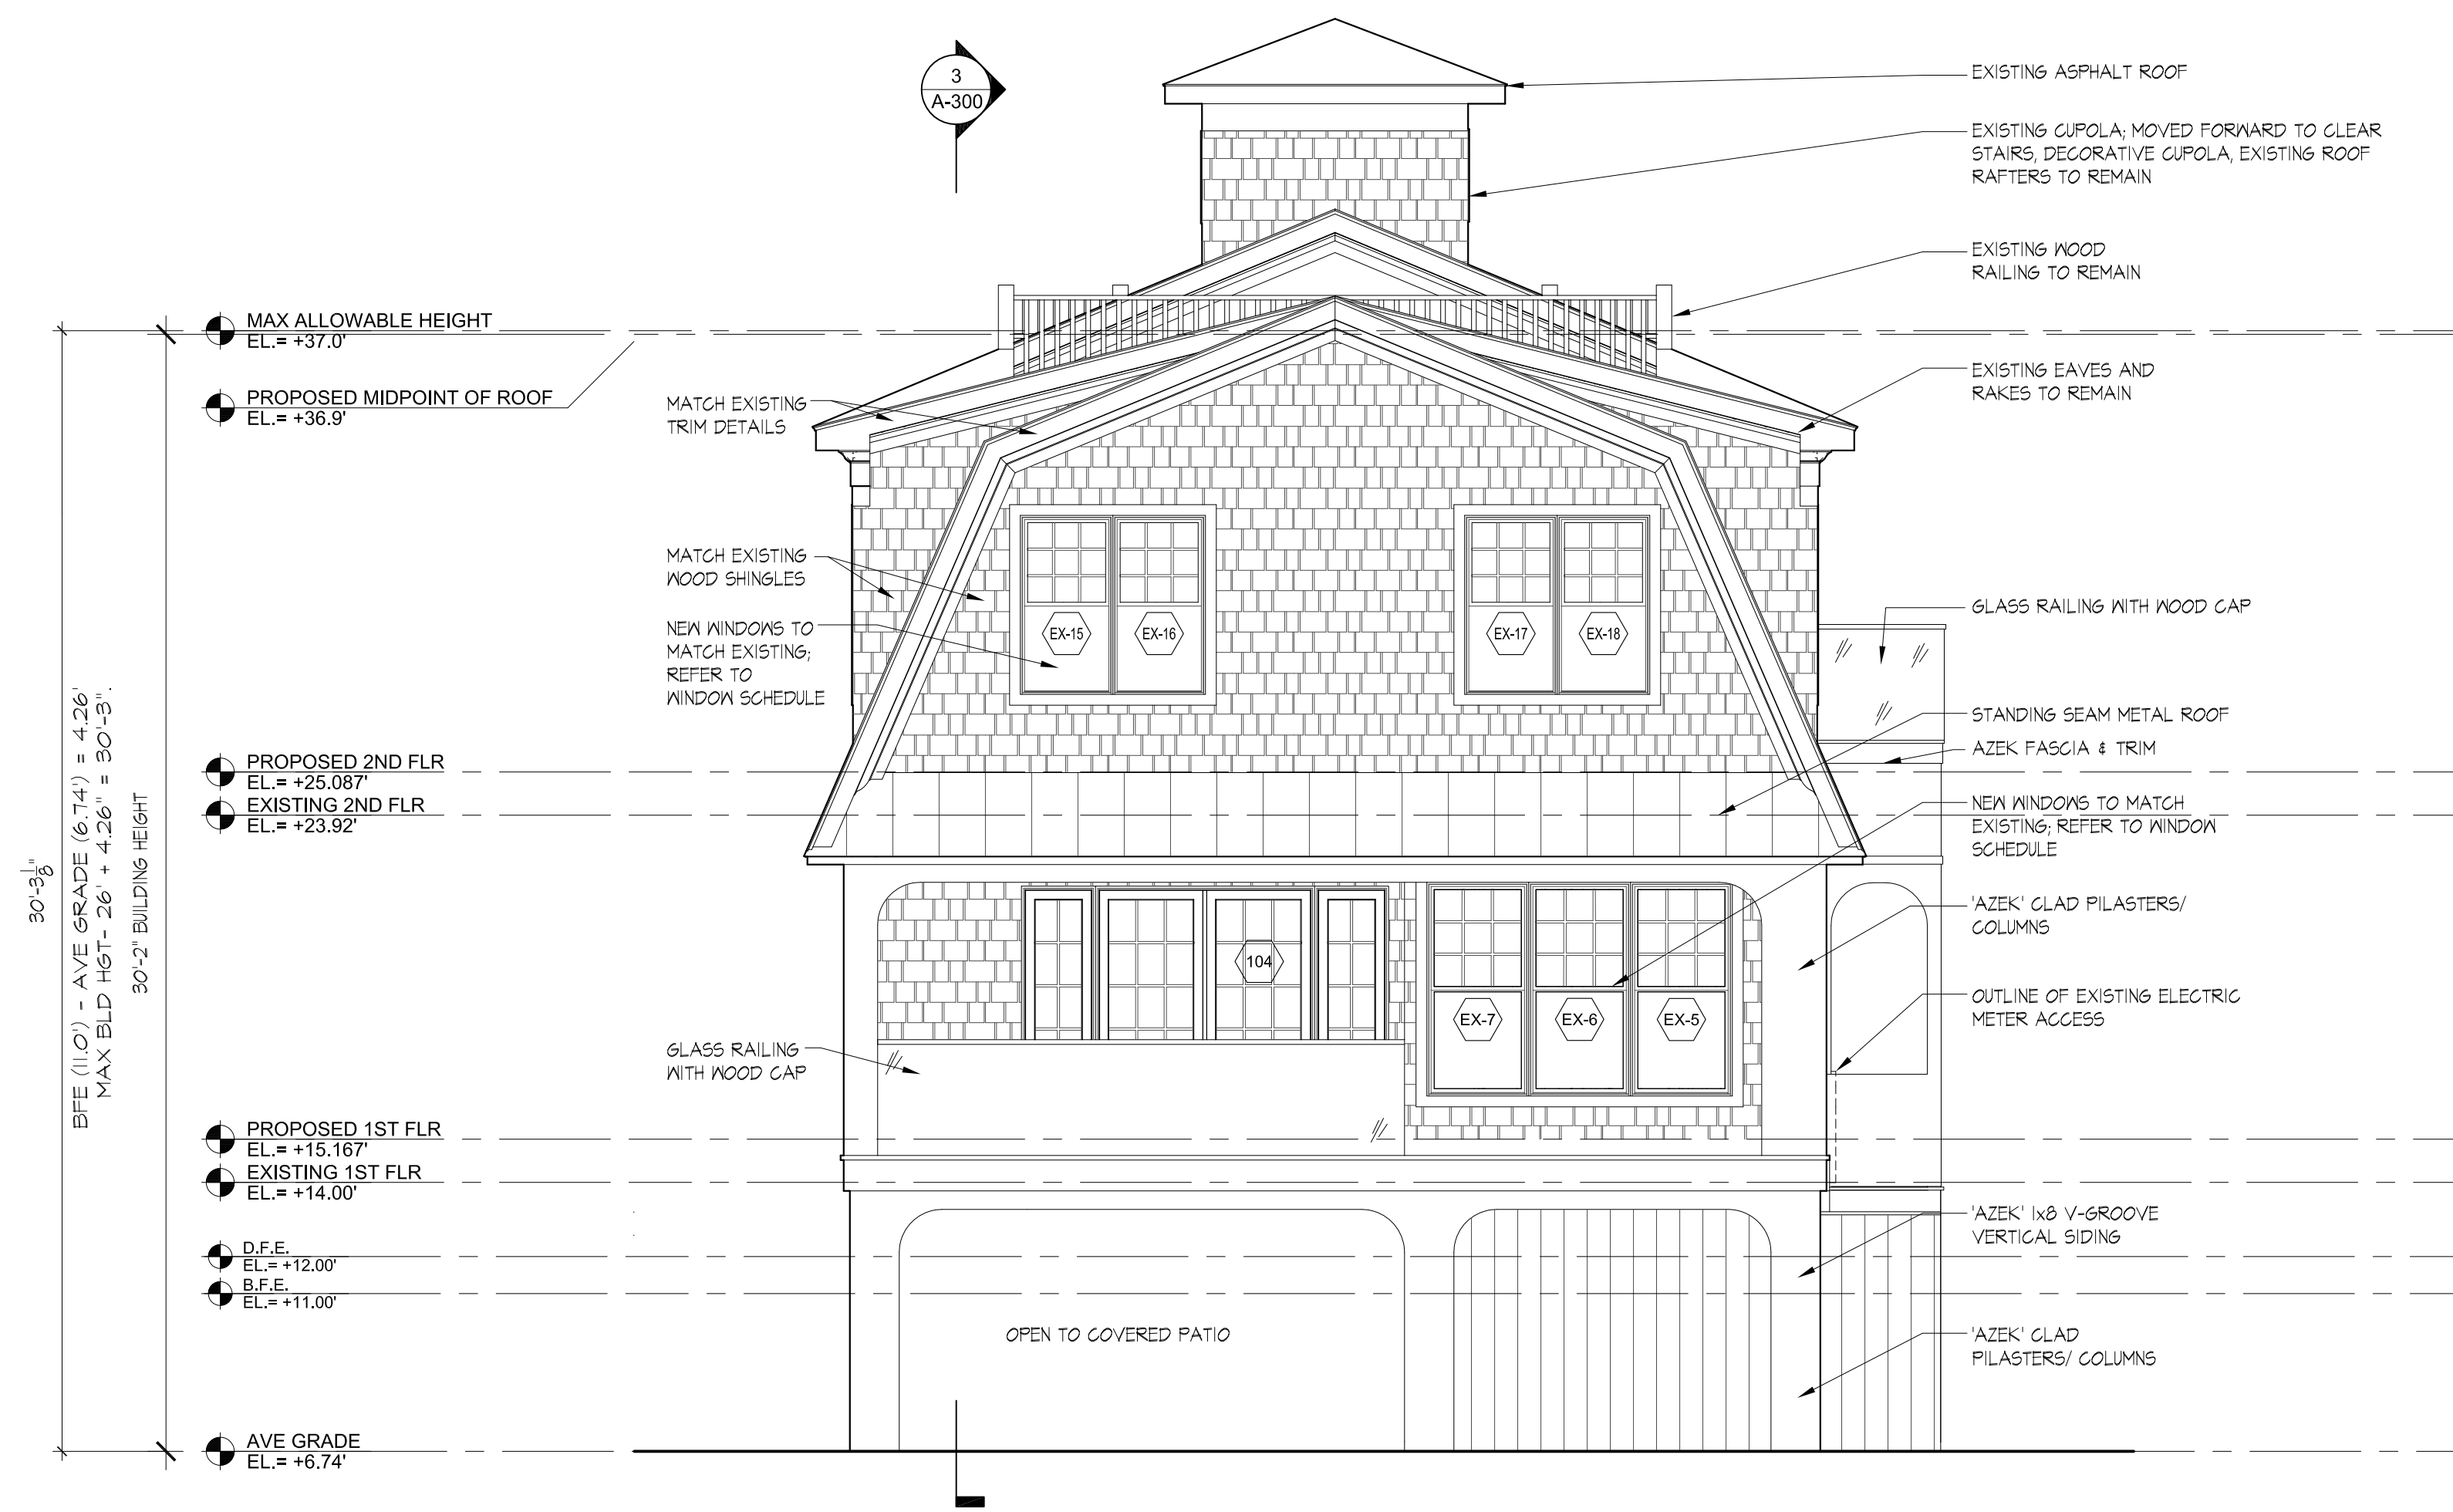 3
A-300
EXISTING ASPHALT ROOF
EXISTING CUPOLA; MOVED FORWARD TO CLEAR
STAIRS, DECORATIVE CUPOLA, EXISTING ROOF
RAFTERS TO REMAIN
EXISTING WOOD
RAILING TO REMAIN
MAX ALLOWABLE HEIGHT
EL.= +37.0'
PROPOSED MIDPOINT OF ROOF
EL.= +36.9'
EXISTING EAVES AND
RAKES TO REMAIN
MATCH EXISTING
TRIM DETAILS
MATCH EXISTING
WOOD SHINGLES
NEW WINDOWS TO
MATCH EXISTING;
REFER TO
WINDOW SCHEDULE
EX-15
EX-16
EX-17
EX-18
GLASS RAILING WITH WOOD CAP
STANDING SEAM METAL ROOF
AZEK FASCIA & TRIM
PROPOSED 2ND FLR
EL.= +25.087'
EXISTING 2ND FLR
EL.= +23.92'
NEW WINDOWS TO MATCH
EXISTING; REFER TO WINDOW
SCHEDULE
30'-3 1/8"
BFE (11.0') - AVE GRADE (6.74') = 4.26'
MAX BLD HGT- 26' + 4.26" = 30'-3".
30'-2" BUILDING HEIGHT
'AZEK' CLAD PILASTERS/
COLUMNS
104
EX-7
EX-6
EX-5
OUTLINE OF EXISTING ELECTRIC
METER ACCESS
GLASS RAILING
WITH WOOD CAP
PROPOSED 1ST FLR
EL.= +15.167'
EXISTING 1ST FLR
EL.= +14.00'
'AZEK' 1x8 V-GROOVE
VERTICAL SIDING
D.F.E.
EL.= +12.00'
B.F.E.
EL.= +11.00'
OPEN TO COVERED PATIO
'AZEK' CLAD
PILASTERS/ COLUMNS
AVE GRADE
EL.= +6.74'